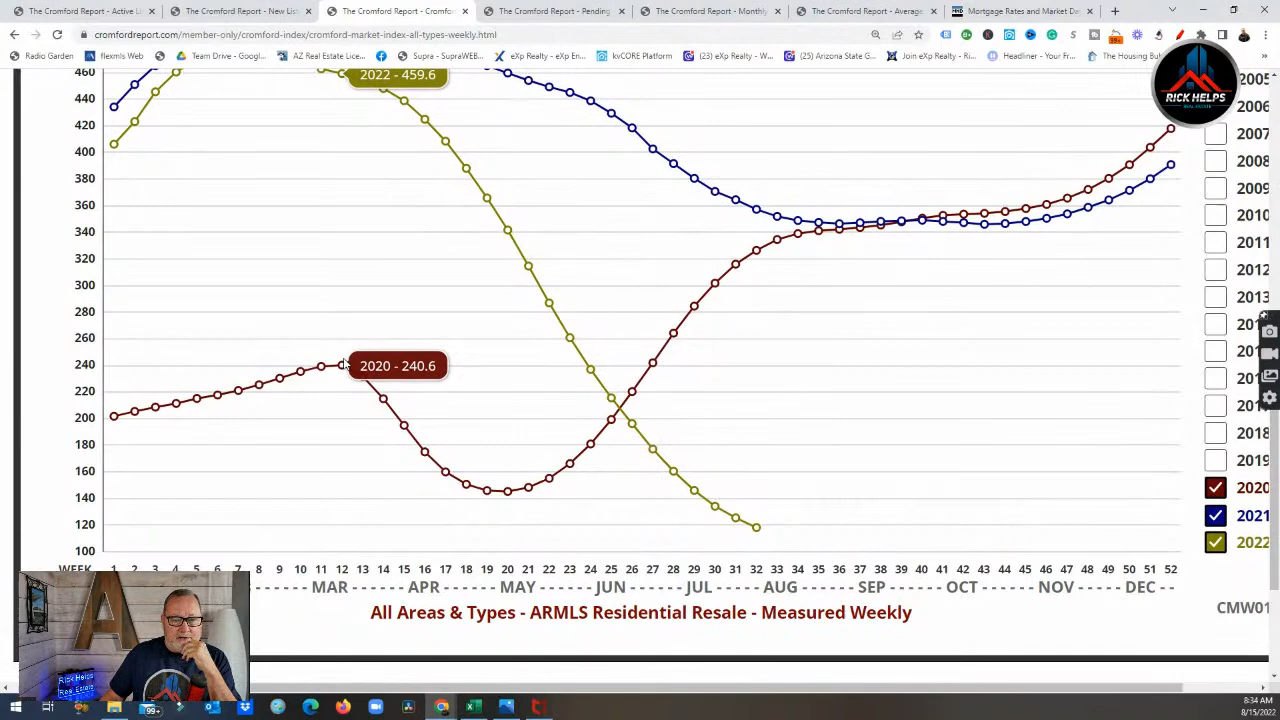 The Cromford Report - Active Li
The Cromford Report - New Lis
The Cromford Report - Cromfo
The Cromford Report - Pending
The Cromford Report - Monthly
The Cromford Report - Average
Mortgage Rates and Market Da
cromfordreport.com/member-only/cromford-index/cromford-market-index-all-types-weekly.html
Radio Garden
flexmls Web
Team Drive - Googl...
AZ Real Estate Lice...
Supra - SupraWEB...
eXp Realty - eXp E...
kvCORE Platform
(23) eXp Realty - e...
(25) Arizona State G...
Join eXp Realty - Ri...
Headliner - Your Fr...
The Housing Bu
RICK HELPS
REAL ESTATE
460
440
420
400
380
360
340
320
300
280
260
240
220
200
180
160
140
120
100
2022 - 459.6
2020 - 240.6
2005
2006
2007
2008
2009
2010
2011
2012
2013
201
201
201
201
2018
2019
2020
2021
2022
WEEK 1 2 3 4 5 6 7 8 9 10 11 12 13 14 15 16 17 18 19 20 21 22 23 24 25 26 27 28 29 30 31 32 33 34 35 36 37 38 39 40 41 42 43 44 45 46 47 48 49 50 51 52
MAR - - - - - - APR - - - - - - MAY - - - - - - JUN - - - - - - JUL - - - - - - AUG - - - - - - SEP - - - - - - OCT - - - - - - NOV - - - - - - DEC - -
All Areas & Types - ARMLS Residential Resale - Measured Weekly
CMW01
A
Rick Helps
Real Estate
99+
8:34 AM
8/15/2022